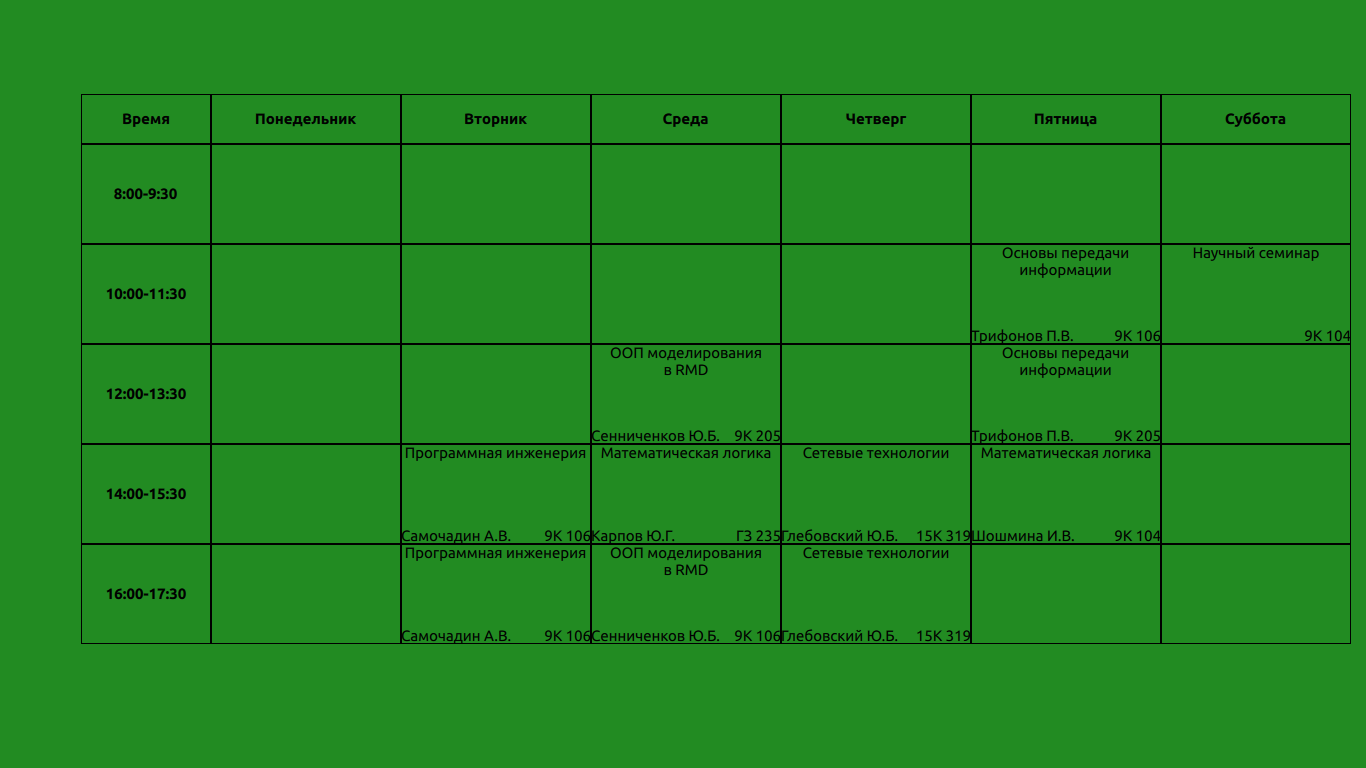 Время Понедельник Вторник Среда Четверг Пятница Суббота
8:00-9:30
Основы передачи Научный семинар
информации
10:00-11:30
Трифонов П.В. 9К 106 9К 104
ООП моделирования Основы передачи
в RMD информации
12:00-13:30
Сенниченков Ю.Б. 9К 205 Трифонов П.В. 9К 205
Программная инженерия Математическая логика Сетевые технологии Математическая логика
14:00-15:30
Самочадин А.В. 9К 106 Карпов Ю.Г. ГЗ 235 Глебовский Ю.Б. 15К 319 Шошмина И.В. 9К 104
Программная инженерия ООП моделирования Сетевые технологии
в RMD
16:00-17:30
Самочадин А.В. 9К 106 Сенниченков Ю.Б. 9К 106 Глебовский Ю.Б. 15К 319